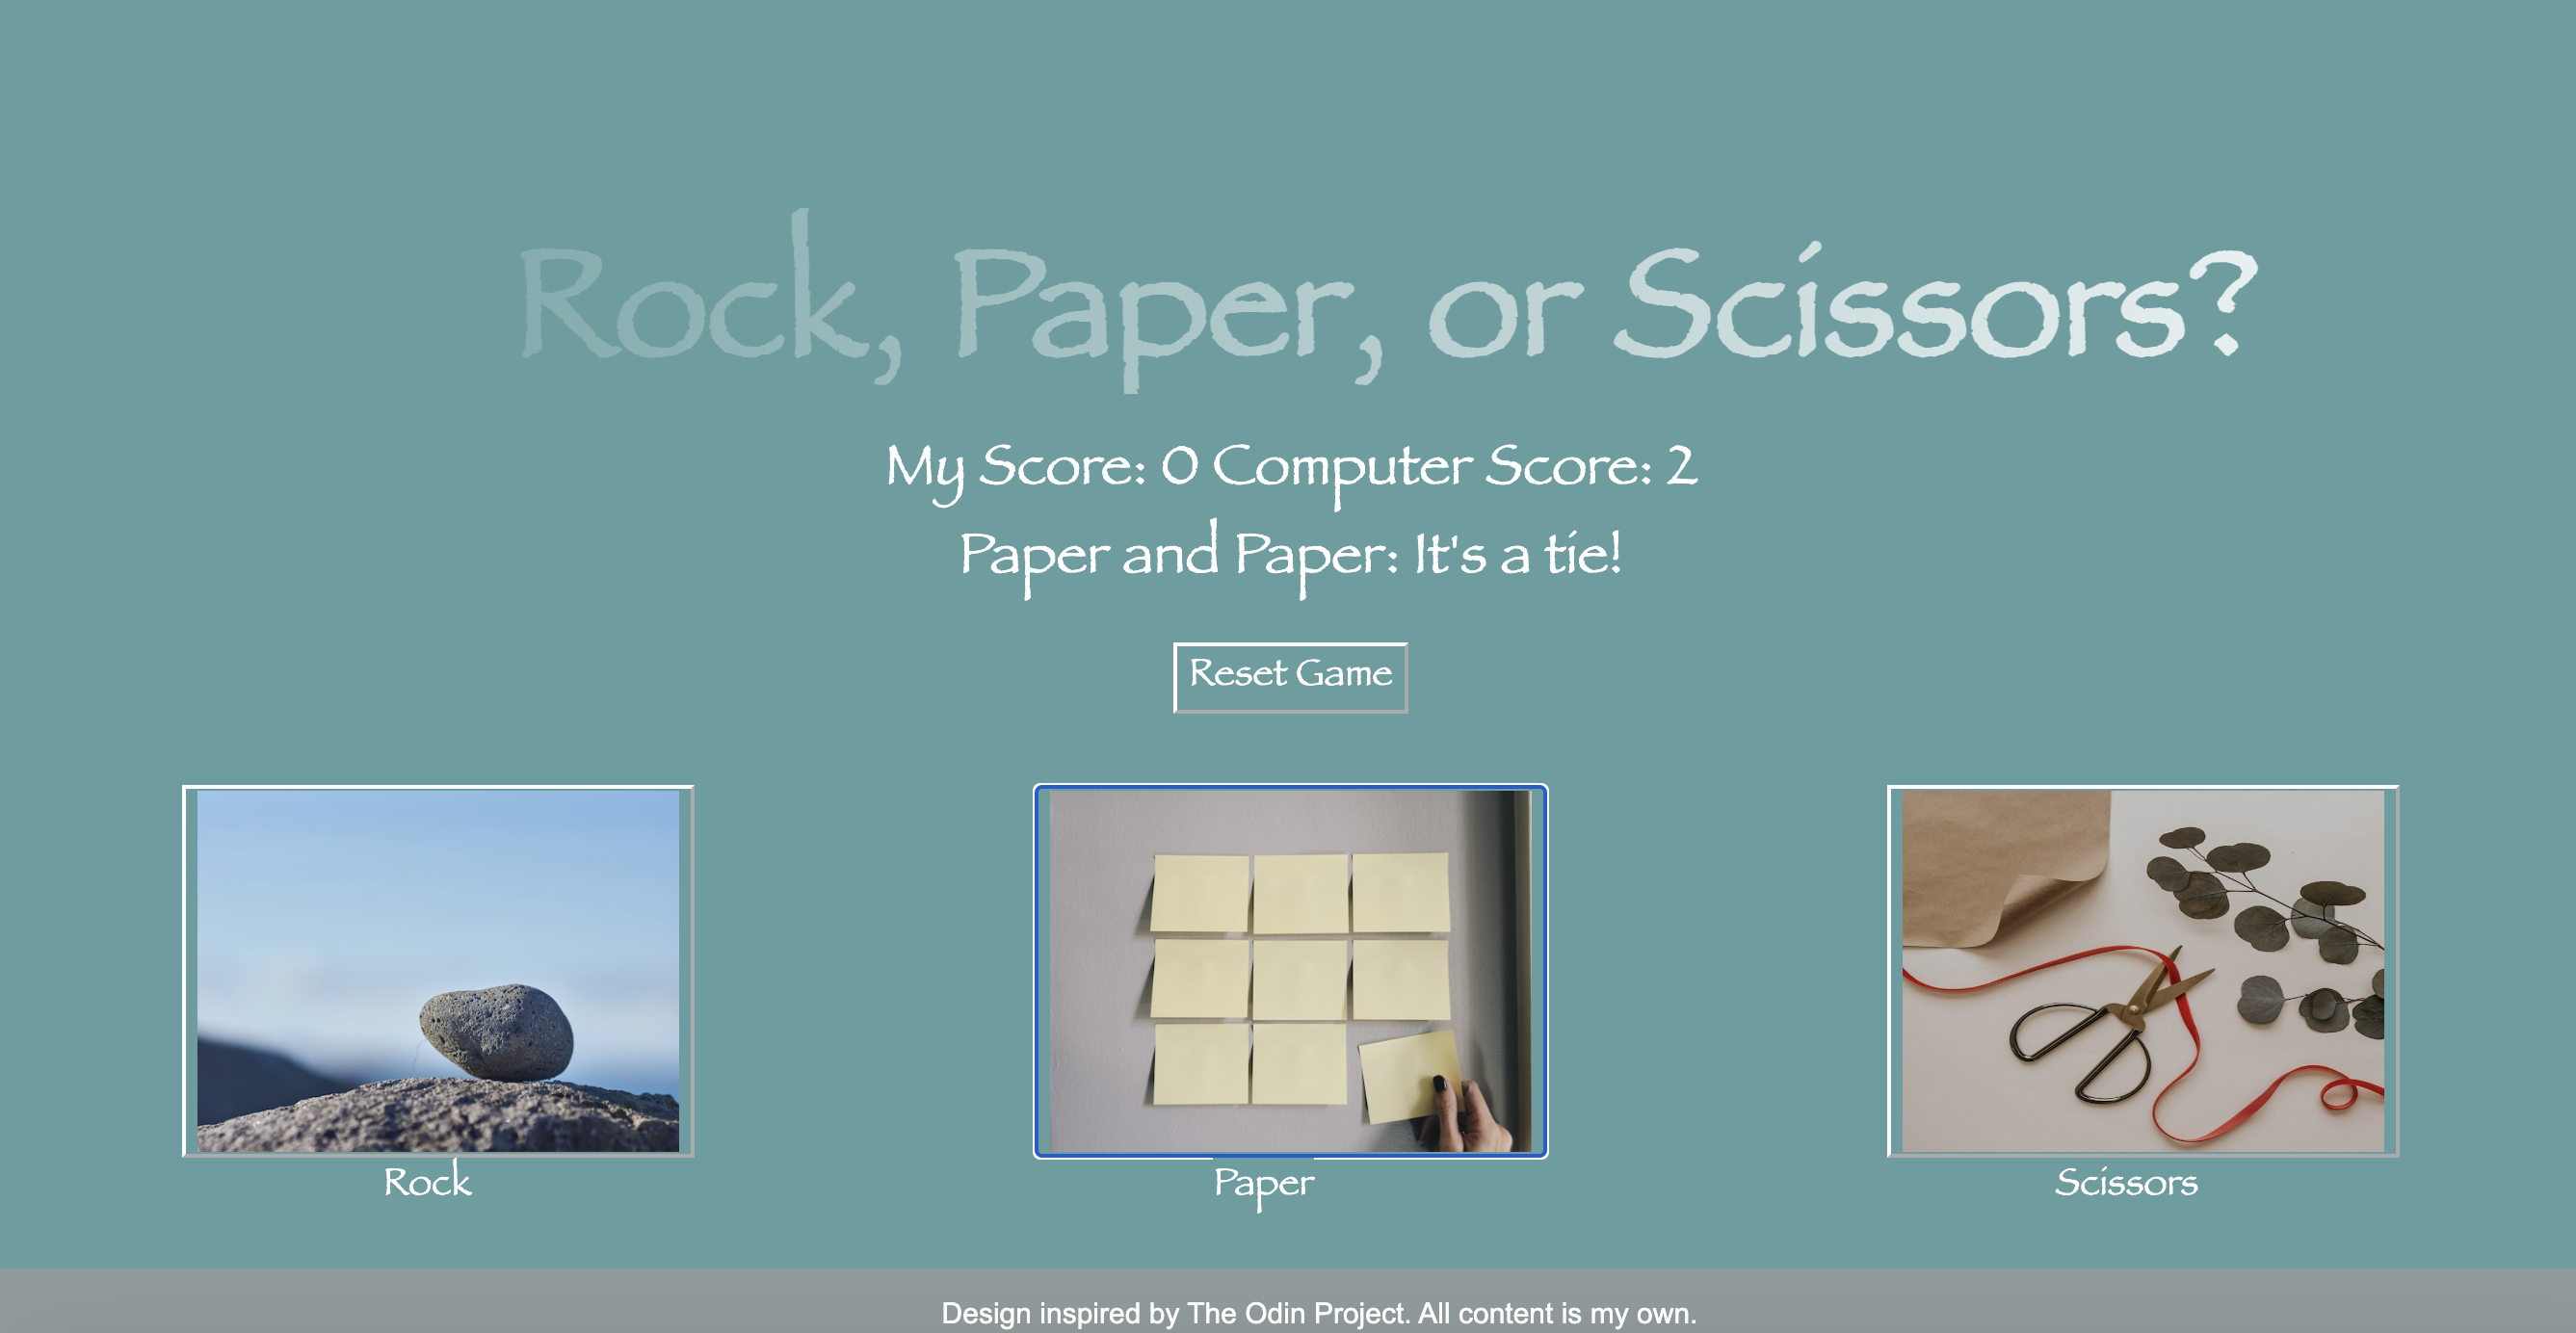 Rock, Paper, or Scissors?
My Score: 0 Computer Score: 2
Paper and Paper: It's a tie!
Reset Game
Rock
Paper
Scissors
Design inspired by The Odin Project. All content is my own.